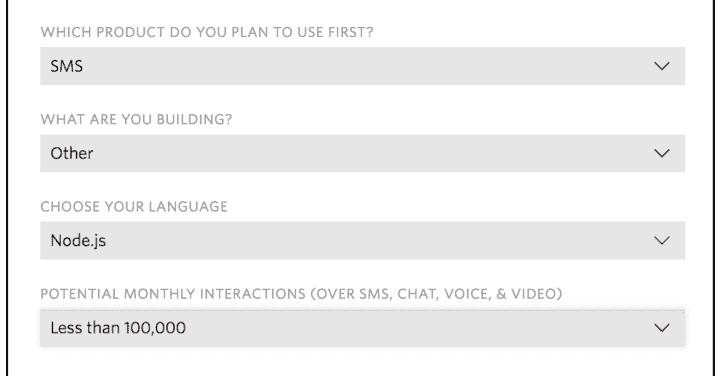 WHICH PRODUCT DO YOU PLAN TO USE FIRST?
SMS
WHAT ARE YOU BUILDING?
Other
CHOOSE YOUR LANGUAGE
Node.js
POTENTIAL MONTHLY INTERACTIONS (OVER SMS, CHAT, VOICE, & VIDEO)
Less than 100,000